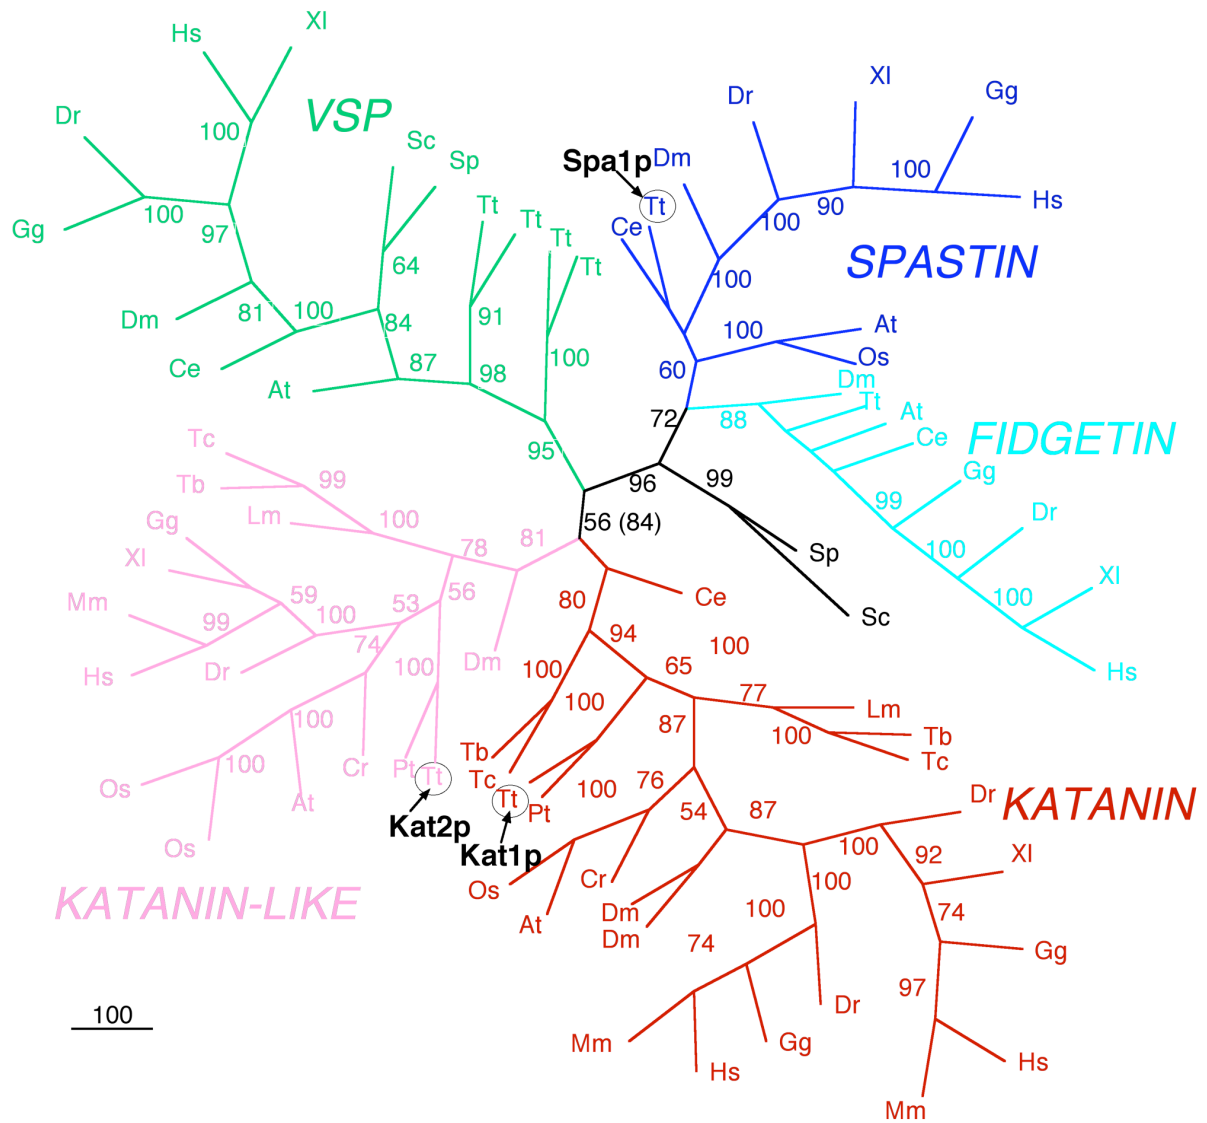 Xl
Hs
VSP
Dr
100
Sc
Sp
Gg
100
97
Tt
Tt
Tt
Tt
64
Dm
81
100
84
91
Ce
87
98
100
At
95
Spa1p
Dm
Dr
Xl
Gg
Tt
100
Hs
Ce
100
90
SPASTIN
100
100
At
Os
60
72
88
Dm
Tt
At
Ce
FIDGETIN
Gg
96
99
99
Dr
56 (84)
Sp
100
Xl
Sc
100
Hs
Tc
99
Tb
Lm
100
Gg
81
78
Xl
Mm
59
56
99
100
53
74
Hs
Dr
100
Dm
100
100
Os
Cr
Pt
Tt
At
Os
Kat2p
KATANIN-LIKE
Ce
80
94
100
100
65
100
77
Lm
87
100
Tb
Tc
Tb
Tc
Tt
Pt
100
76
Kat1p
54
87
Dr
KATANIN
Os
Cr
100
92
Xl
At
Dm
Dm
100
100
74
74
Gg
97
Dr
Mm
Gg
Hs
Hs
Mm
100